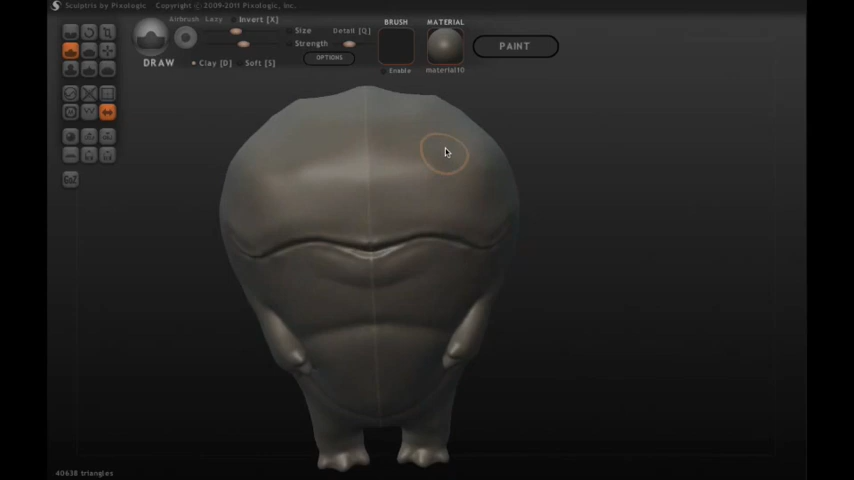 Sculptris by Pixologic   Copyright © 2009-2011 Pixologic, Inc.
Airbrush Lazy Invert [X]
BRUSH
MATERIAL
Size
Detail [Q]
Strength
OPTIONS
DRAW
Clay [D]
Soft [S]
Enable
material10
PAINT
GoZ
40638 triangles